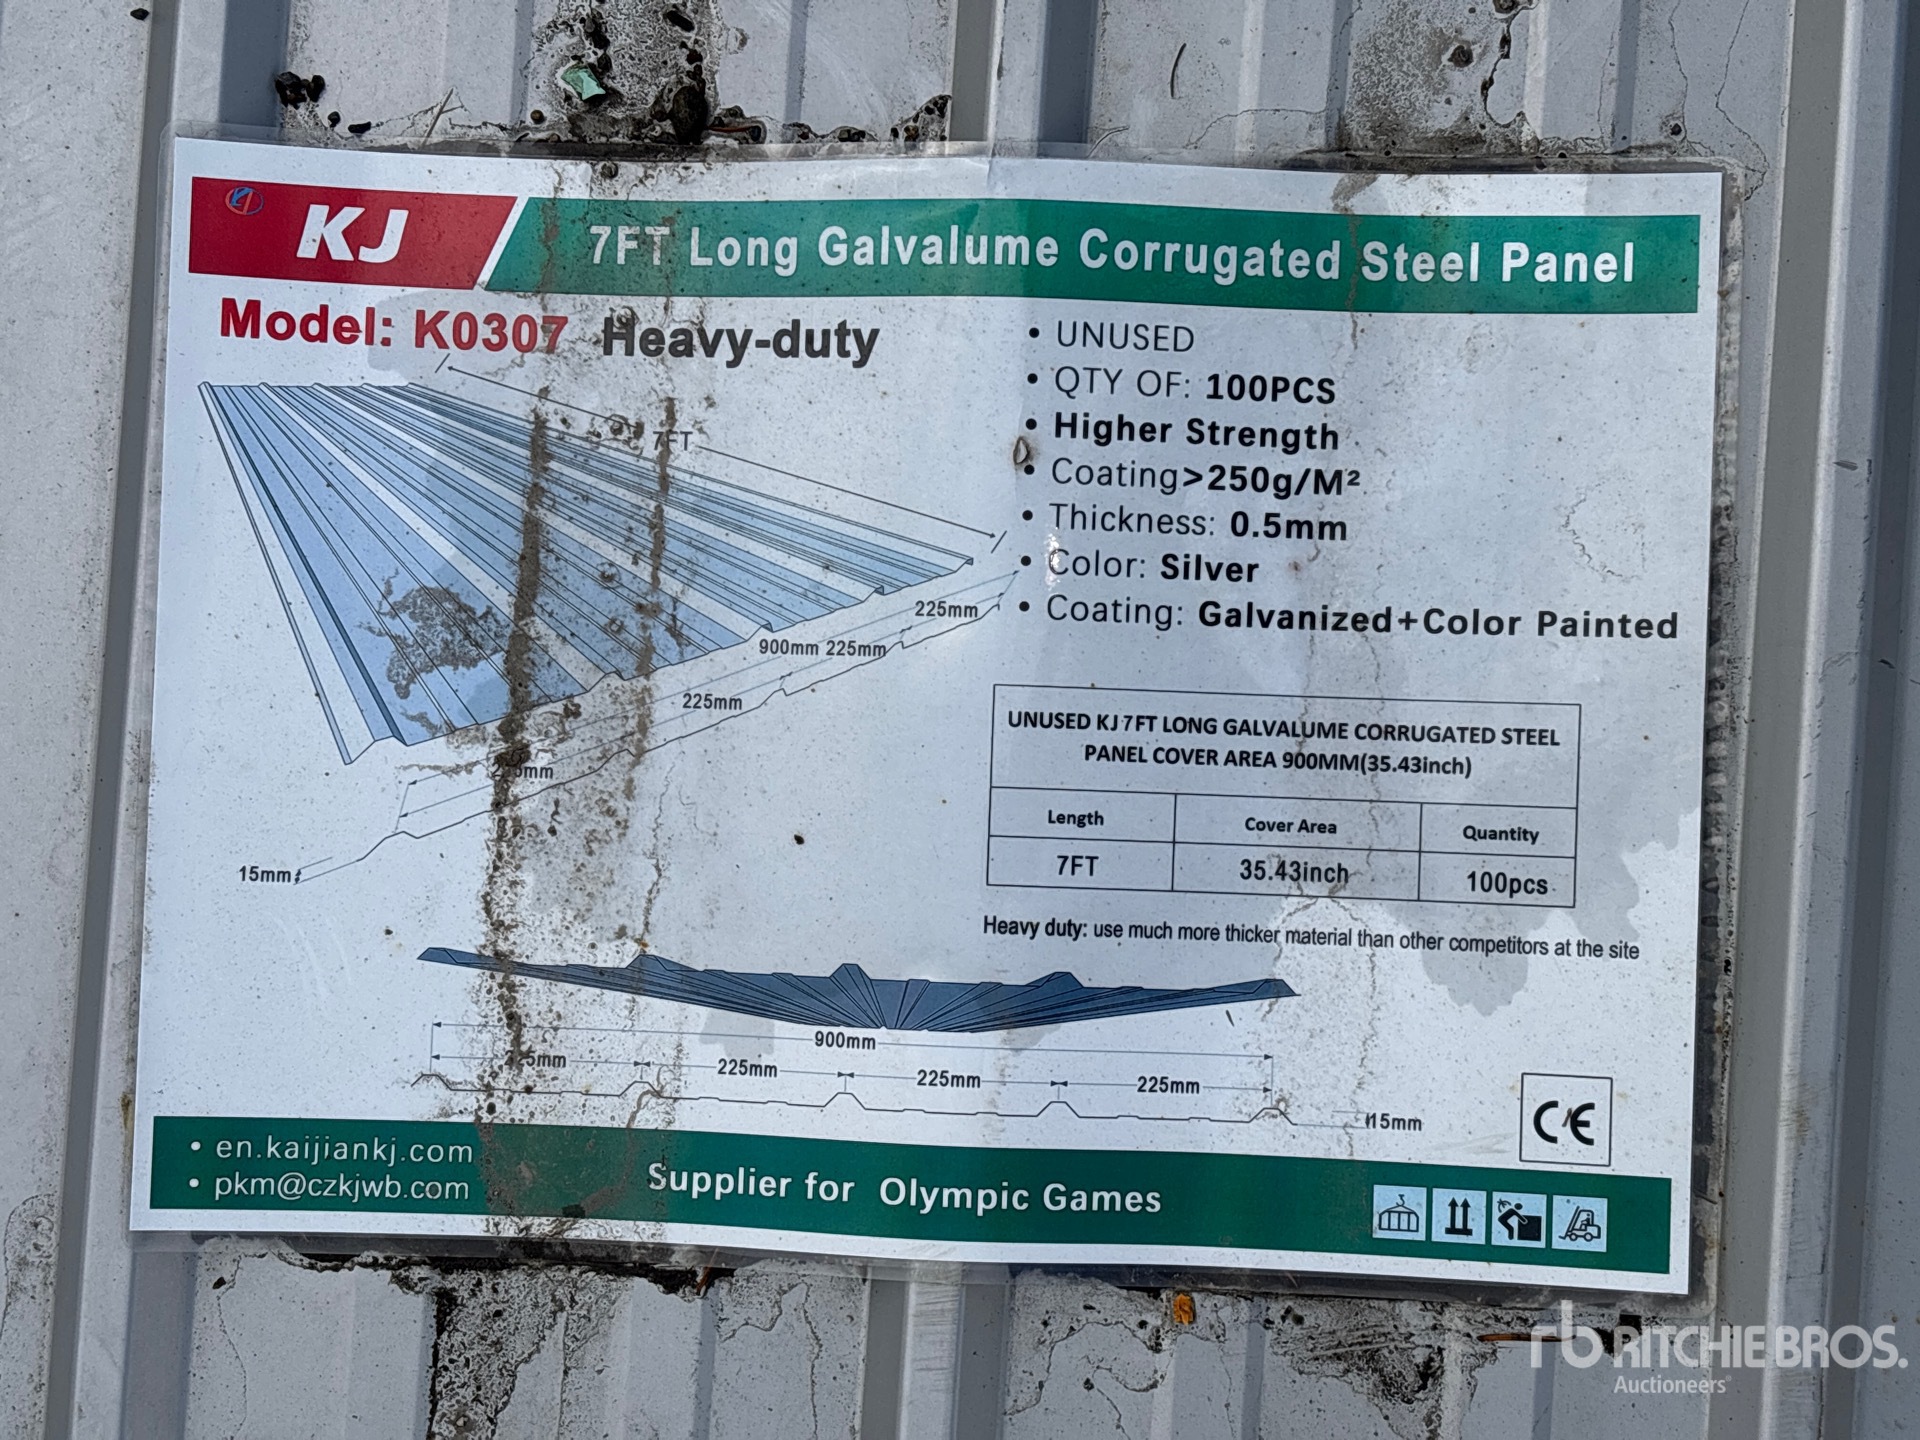 KJ
7FT Long Galvalume Corrugated Steel Panel
Model: K0307 Heavy-duty
• UNUSED
• QTY OF: 100PCS
• Higher Strength
• Coating>250g/M²
• Thickness: 0.5mm
• Color: Silver
• Coating: Galvanized+Color Painted
7FT
225mm
900mm 225mm
225mm
15mm
UNUSED KJ 7FT LONG GALVALUME CORRUGATED STEEL
PANEL COVER AREA 900MM(35.43inch)
Length Cover Area Quantity
7FT 35.43inch 100pcs
Heavy duty: use much more thicker material than other competitors at the site
900mm
225mm 225mm 225mm 225mm
15mm
CE
• en.kaijiankj.com
• pkm@czkjwb.com
Supplier for Olympic Games
3
rb RITCHIE BROS.
Auctioneers